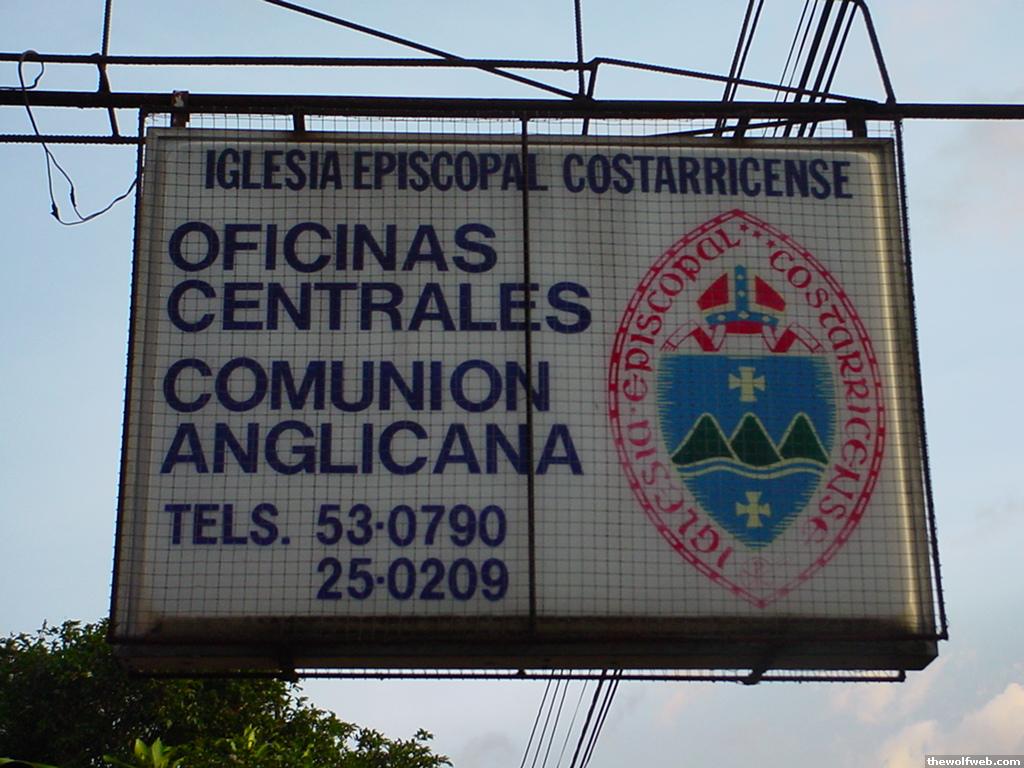 IGLESIA EPISCOPAL COSTARRICENSE
OFICINAS
CENTRALES
COMUNION
ANGLICANA
TELS. 53·0790
25·0209
IGLESIA·EPISCOPAL ··· COSTARRICENSE
thewolfweb.com